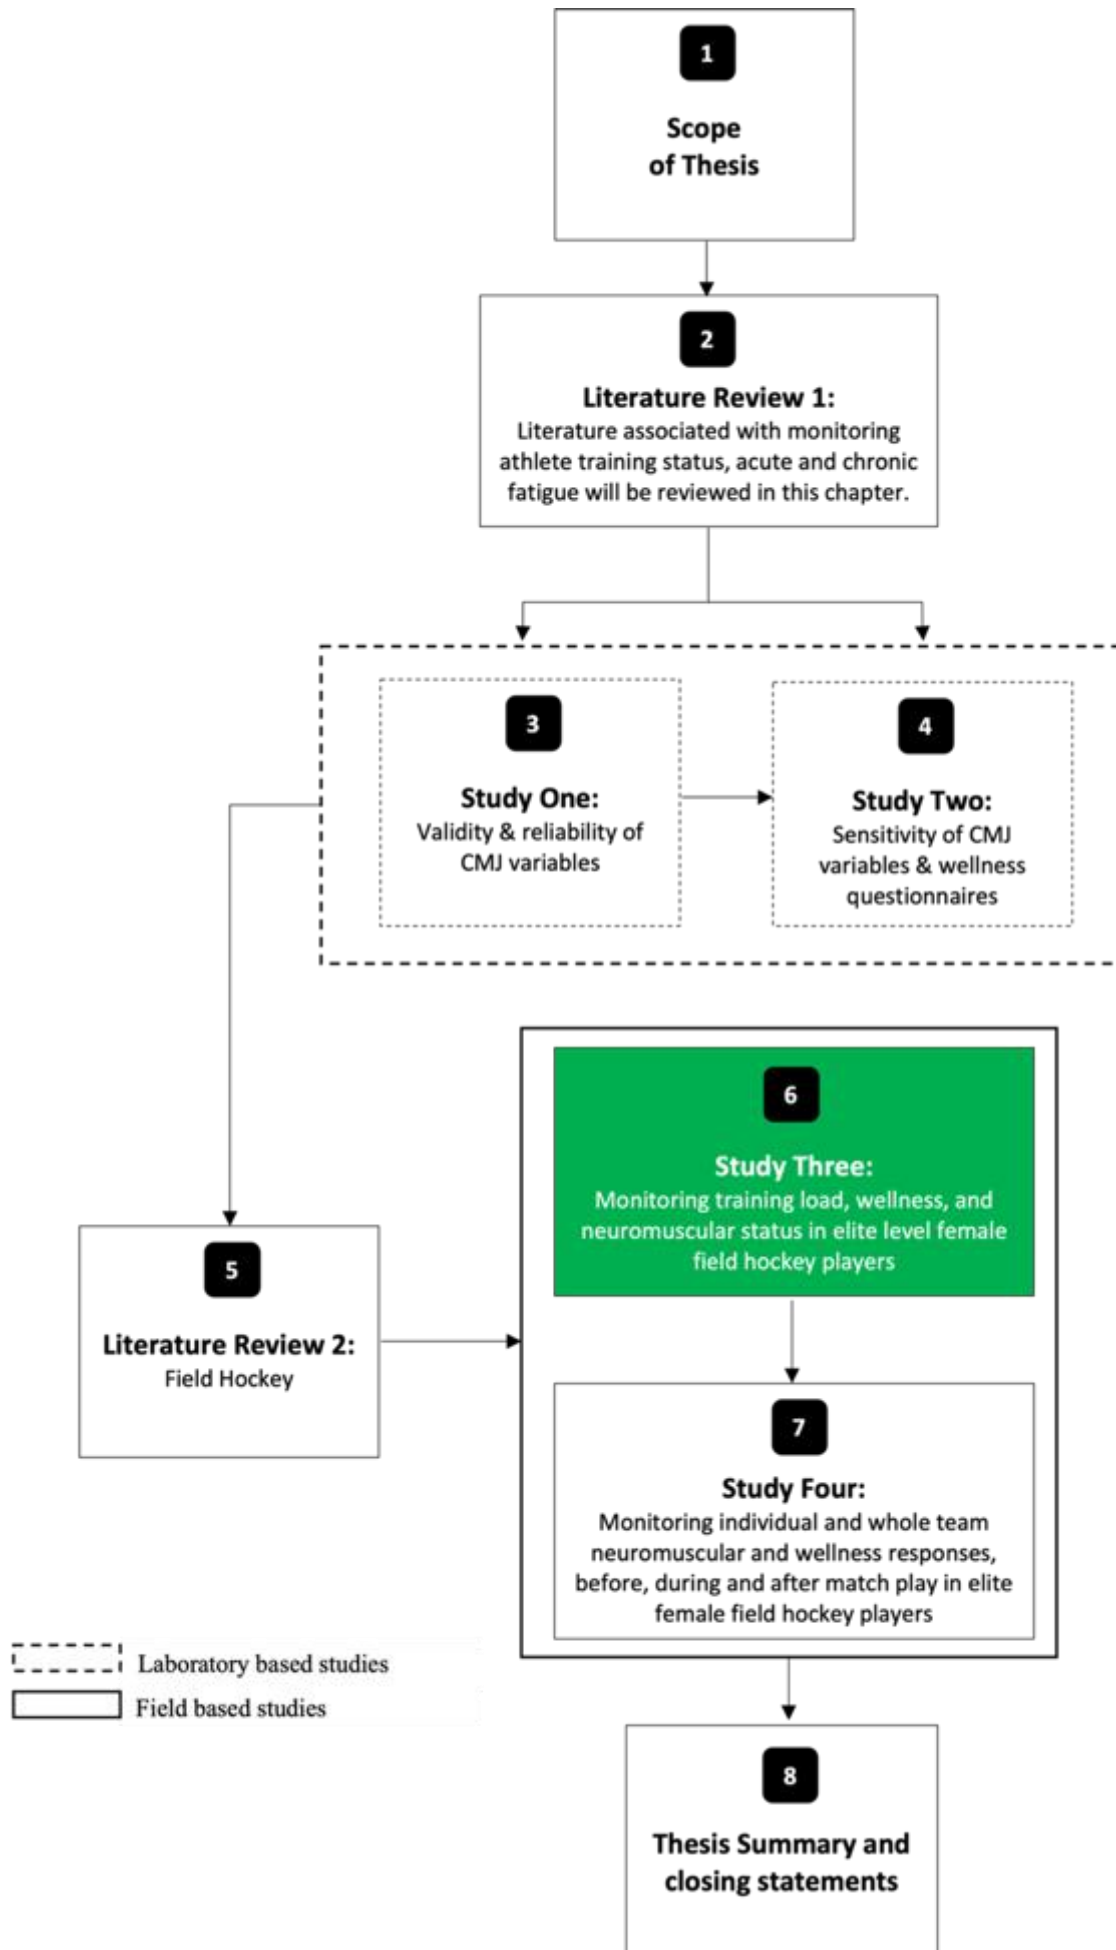 1
Scope
of Thesis
2
Literature Review 1:
Literature associated with monitoring
athlete training status, acute and chronic
fatigue will be reviewed in this chapter.
3
Study One:
Validity & reliability of
CMJ variables
4
Study Two:
Sensitivity of CMJ
variables & wellness
questionnaires
5
Literature Review 2:
Field Hockey
6
Study Three:
Monitoring training load, wellness, and
neuromuscular status in elite level female
field hockey players
7
Study Four:
Monitoring individual and whole team
neuromuscular and wellness responses,
before, during and after match play in elite
female field hockey players
Laboratory based studies
Field based studies
8
Thesis Summary and
closing statements